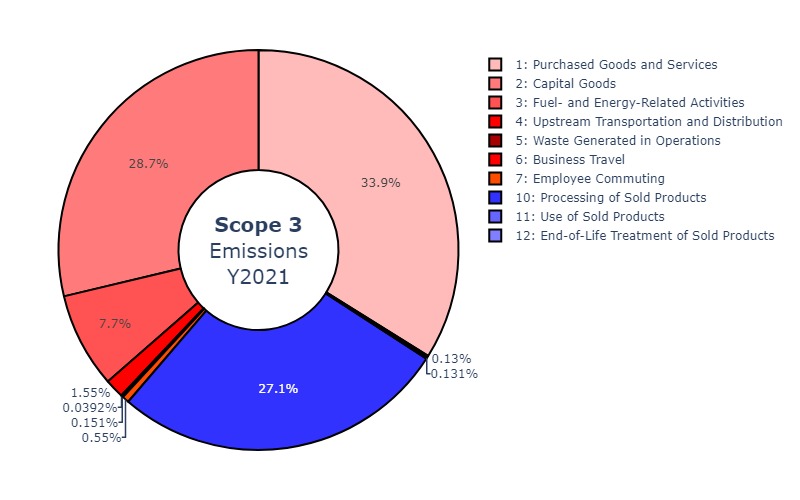 1: Purchased Goods and Services
2: Capital Goods
3: Fuel- and Energy-Related Activities
4: Upstream Transportation and Distribution
5: Waste Generated in Operations
6: Business Travel
7: Employee Commuting
10: Processing of Sold Products
11: Use of Sold Products
12: End-of-Life Treatment of Sold Products
28.7%
33.9%
Scope 3
Emissions
Y2021
7.7%
0.13%
0.131%
27.1%
1.55%
0.0392%
0.151%
0.55%